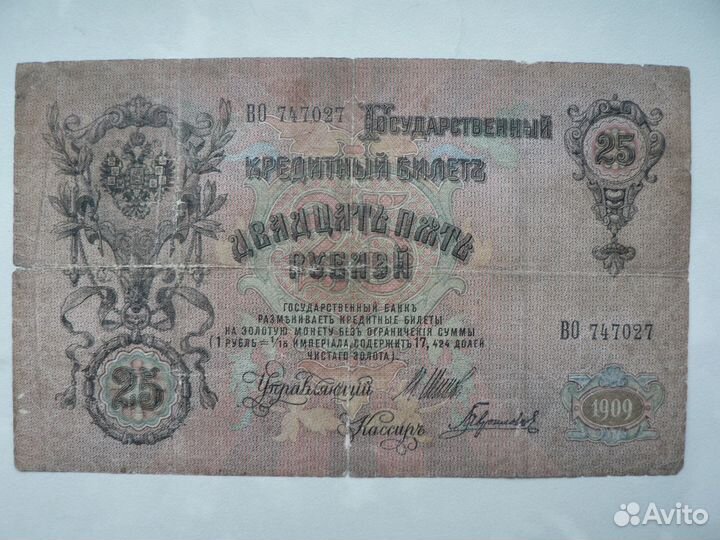 ВО 747027 Государственный
25
кредитный билетъ
двадцать пять
рублей
Государственный банкъ
размѣниваетъ кредитные билеты
на золотую монету безъ ограниченія суммы
(1 рубль = 1/15 имперіала, содержитъ 17,424 долей
чистаго золота).
ВО 747027
25
Управляющій
Кассиръ
1909
Avito